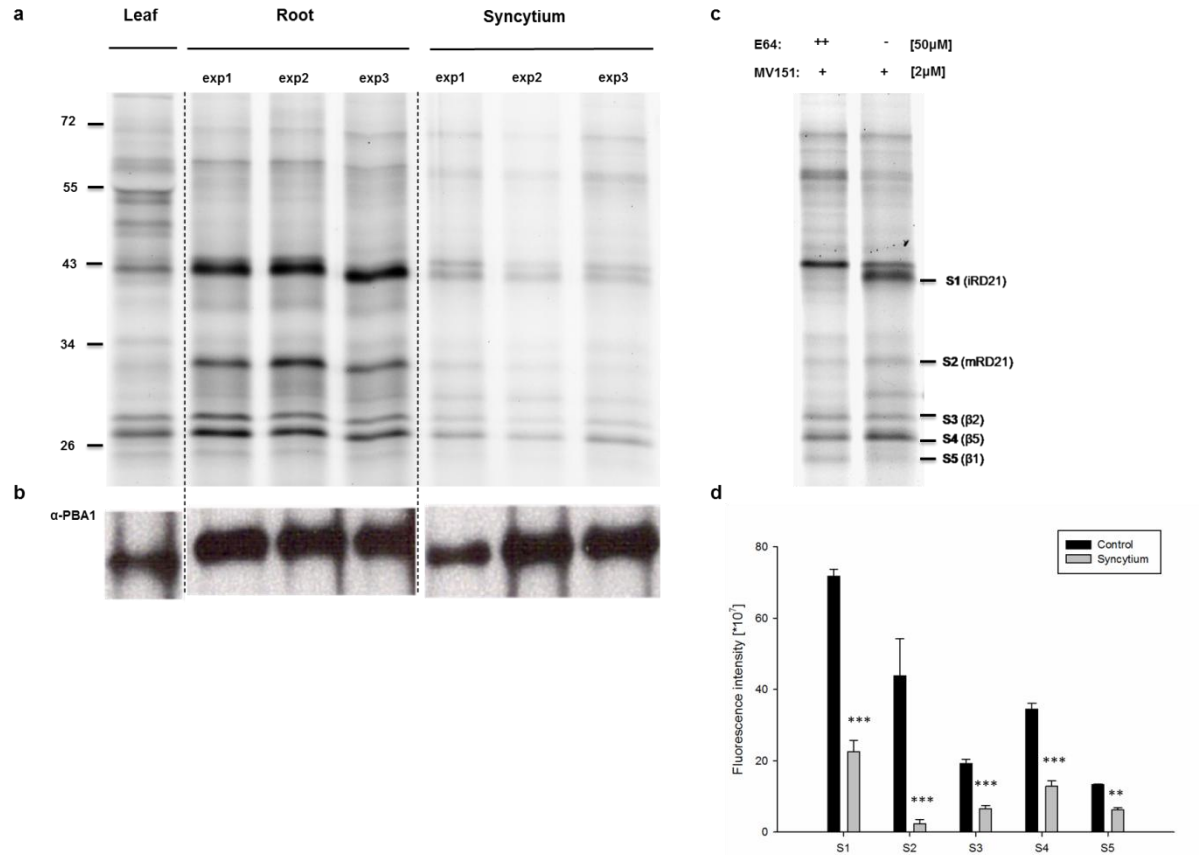 a
Leaf Root Syncytium
exp1 exp2 exp3 exp1 exp2 exp3
72
55
43
34
26
b
α-PBA1
c
E64: ++ - [50µM]
MV151: + + [2µM]
S1 (iRD21)
S2 (mRD21)
S3 (β2)
S4 (β5)
S5 (β1)
d
Fluorescence intensity [*10⁷]
80
60
40
20
0
Control
Syncytium
*** *** *** *** **
S1 S2 S3 S4 S5